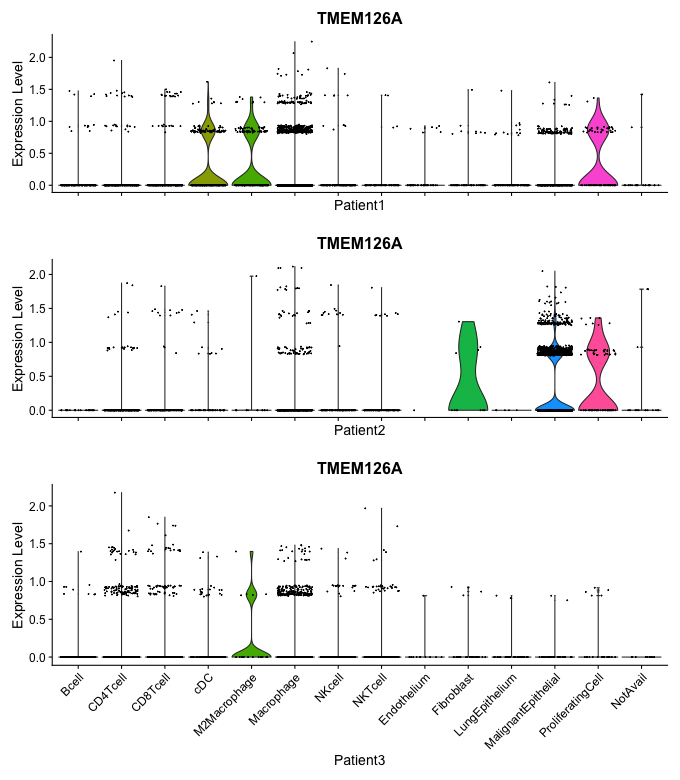 TMEM126A
Expression Level
2.0
1.5
1.0
0.5
0.0
Patient1
TMEM126A
Expression Level
2.0
1.5
1.0
0.5
0.0
Patient2
TMEM126A
Expression Level
2.0
1.5
1.0
0.5
0.0
Bcell
CD4Tcell
CD8Tcell
cDC
M2Macrophage
Macrophage
NKcell
NKTcell
Endothelium
Fibroblast
LungEpithelium
MalignantEpithelial
ProliferatingCell
NotAvail
Patient3